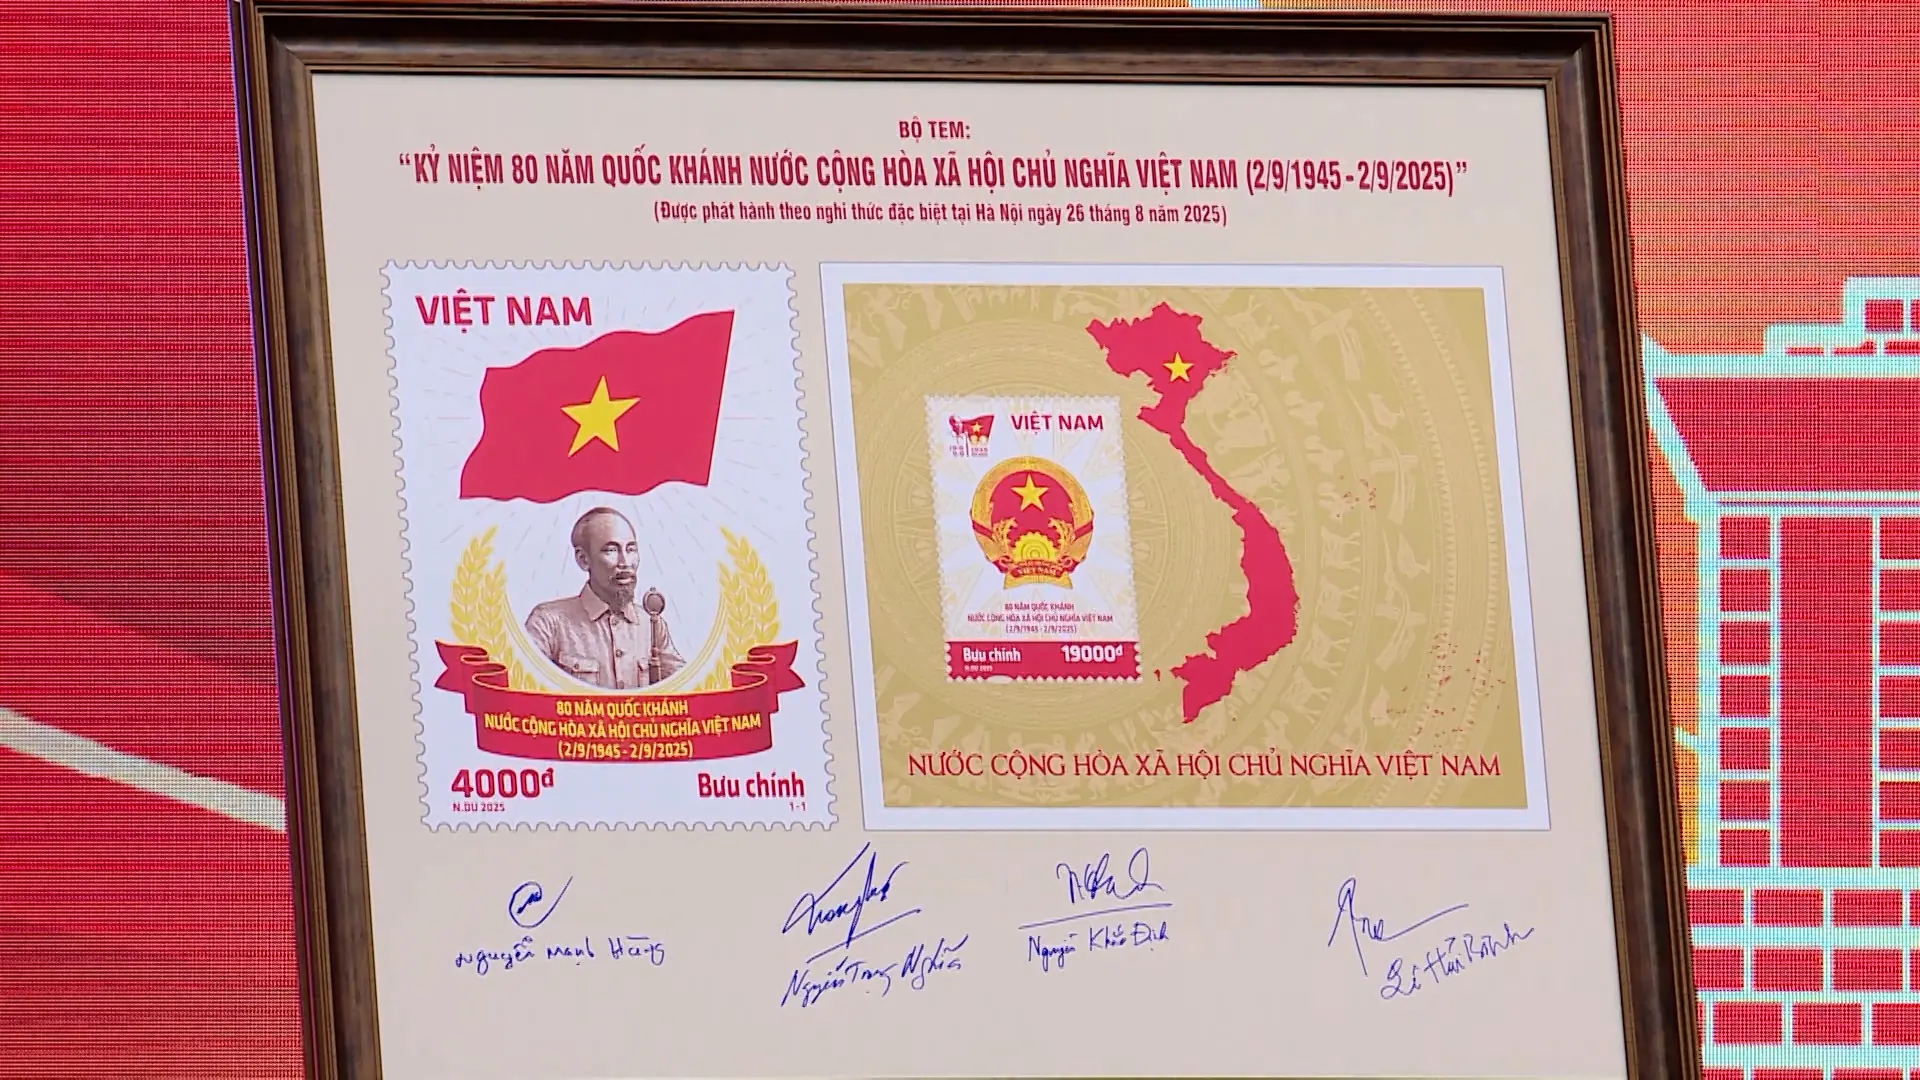 BỘ TEM:
“KỶ NIỆM 80 NĂM QUỐC KHÁNH NƯỚC CỘNG HÒA XÃ HỘI CHỦ NGHĨA VIỆT NAM (2/9/1945 - 2/9/2025)”
(Được phát hành theo nghi thức đặc biệt tại Hà Nội ngày 26 tháng 8 năm 2025)
VIỆT NAM
80 NĂM QUỐC KHÁNH
NƯỚC CỘNG HÒA XÃ HỘI CHỦ NGHĨA VIỆT NAM
(2/9/1945 - 2/9/2025)
4000đ
Bưu chính
N.DU 2025
1-1
VIỆT NAM
VIỆT NAM
80 NĂM QUỐC KHÁNH
NƯỚC CỘNG HÒA XÃ HỘI CHỦ NGHĨA VIỆT NAM
(2/9/1945 - 2/9/2025)
Bưu chính
19000đ
N.DU 2025
NƯỚC CỘNG HÒA XÃ HỘI CHỦ NGHĨA VIỆT NAM
Nguyễn Mạnh Hùng
Nguyễn Trọng Nghĩa
Nguyễn Khắc Định
Lê Hải Bình